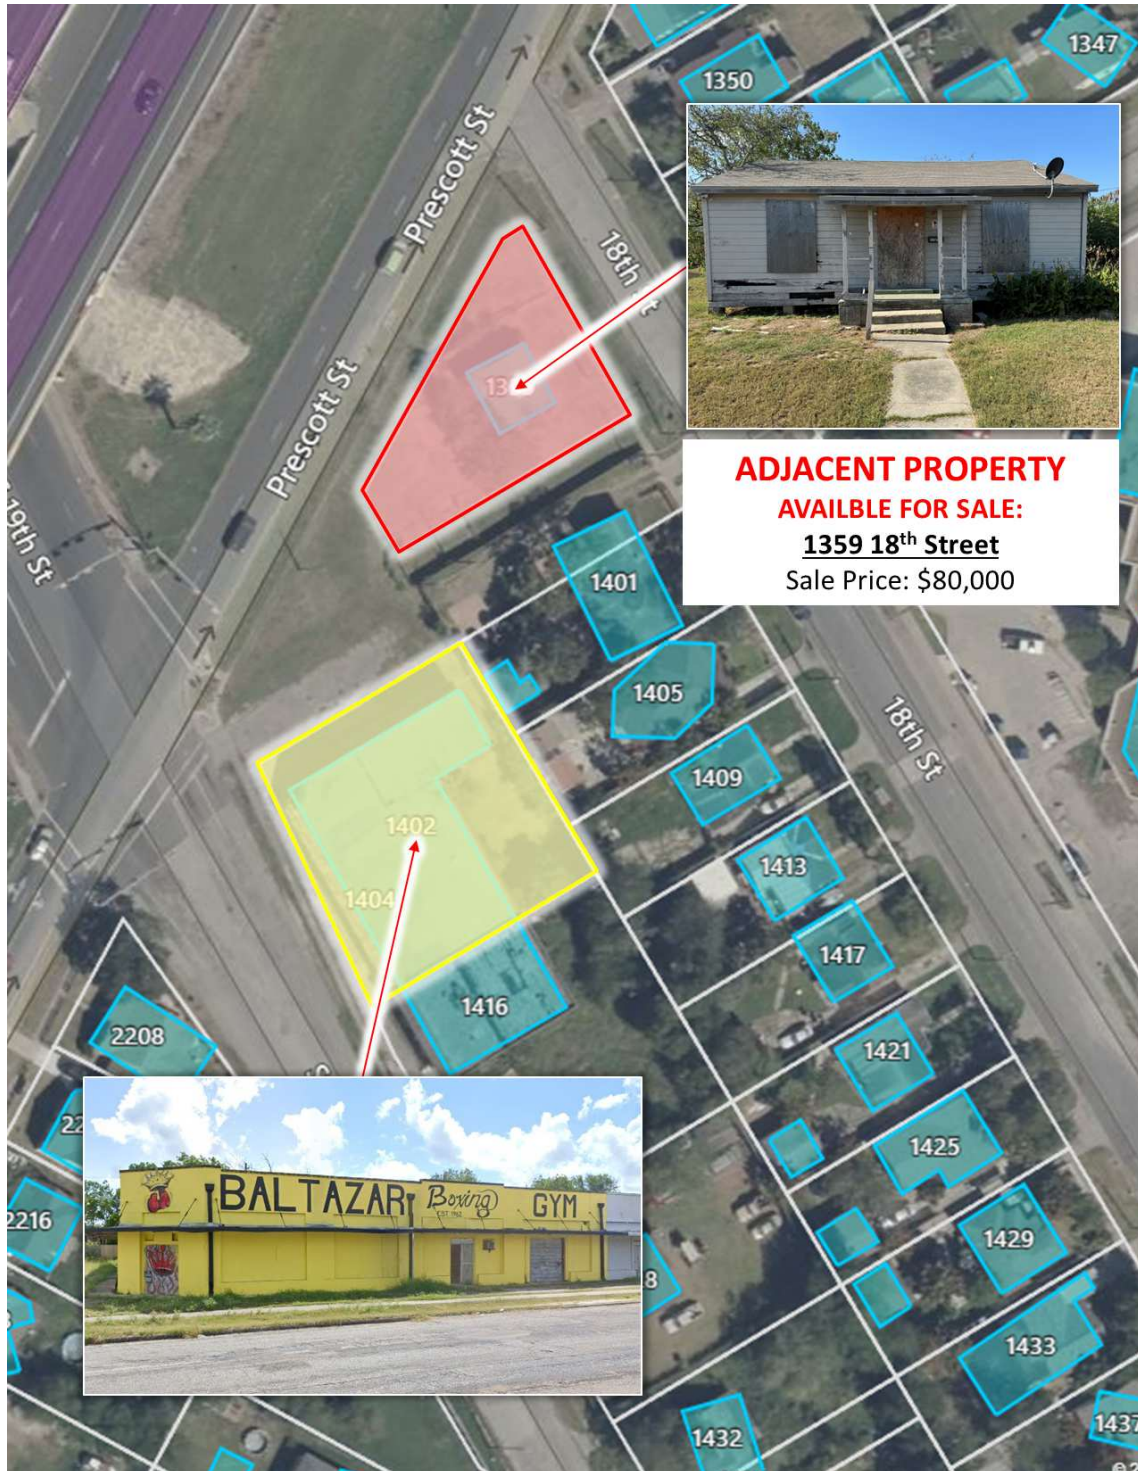 1347
1350
Prescott St
18th St
Prescott St
19th St
ADJACENT PROPERTY
AVAILBLE FOR SALE:
1359 18th Street
Sale Price: $80,000
1401
1405
18th St
1409
1402
1413
1404
1417
1416
2208
1421
1425
2216
BALTAZAR Boxing GYM
EST. 1962
1429
1433
1432
1437